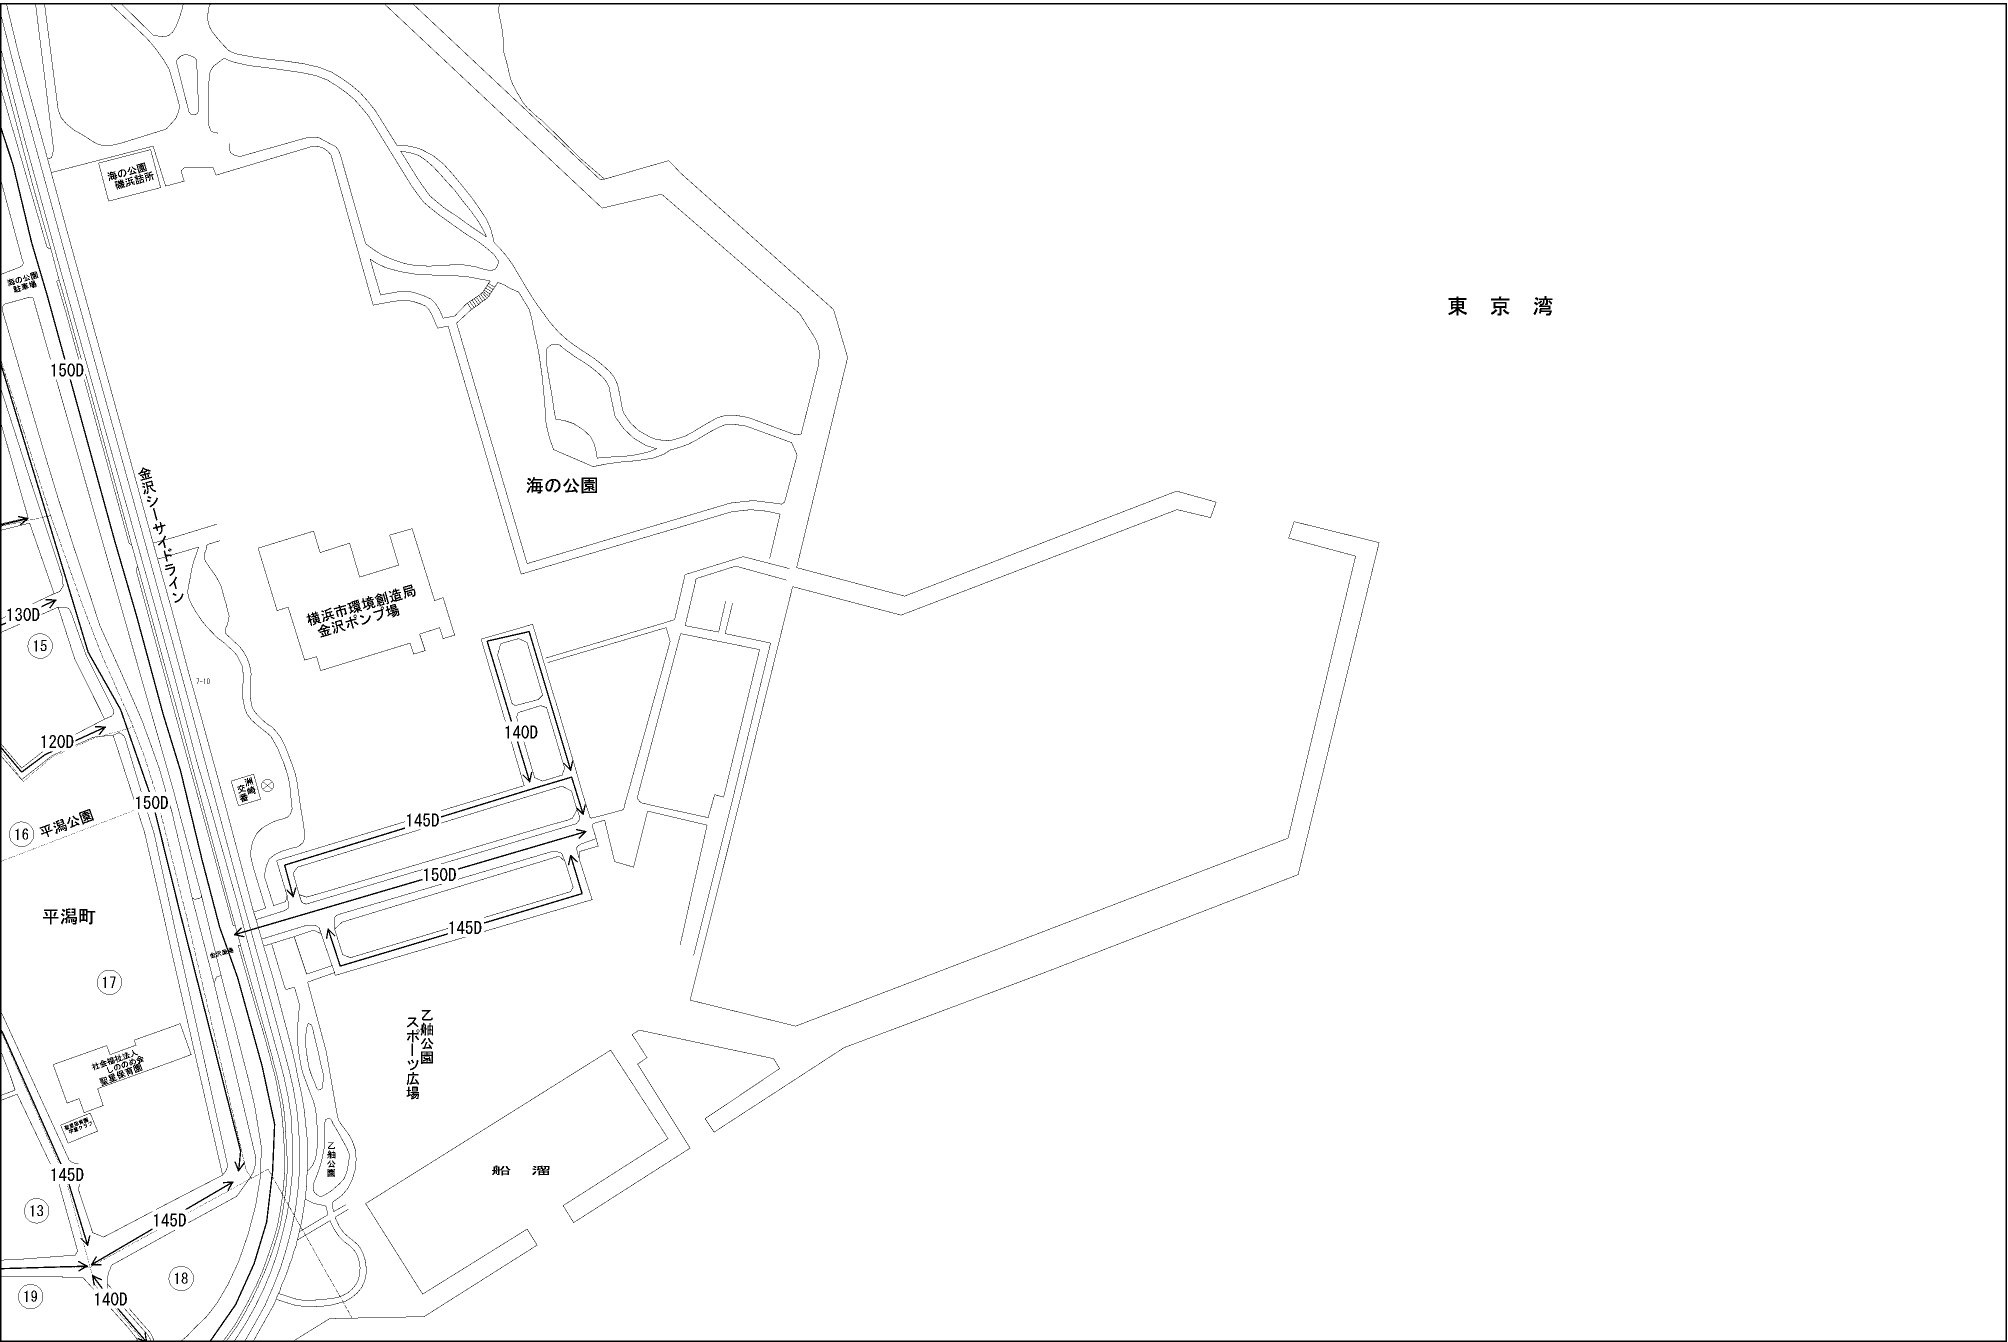 海の公園
磯浜詰所
海の公園
駐車場
東 京 湾
150D
金沢シーサイドライン
海の公園
横浜市環境創造局
金沢ポンプ場
130D
15
7-10
140D
120D
洲崎
交番
150D
145D
16
平潟公園
150D
平潟町
145D
17
乙舳公園
スポーツ広場
社会福祉法人
しののめ会
聖星保育園
乙舳公園
船 溜
145D
13
145D
18
19
140D